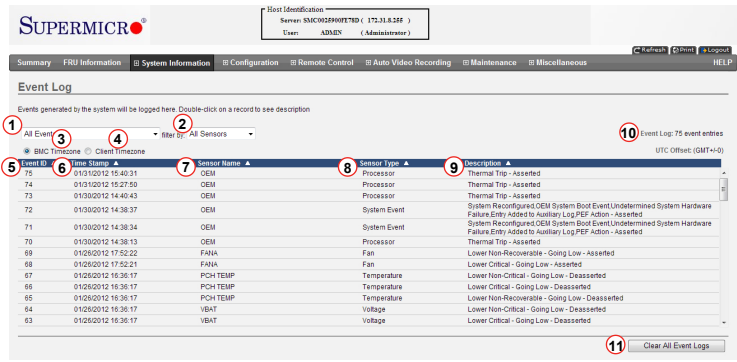 Host Identification
SUPERMICR
Server: SMC0025900FE78D ( 172.31.8.255 )
User: ADMIN ( Administrator )
Refresh Print Logout
Summary FRU Information System Information Configuration Remote Control Auto Video Recording Maintenance Miscellaneous HELP
Event Log
Events generated by the system will be logged here. Double-click on a record to see description
1 2
All Event filter by All Sensors 10 Event Log: 75 event entries
3 4
BMC Timezone Client Timezone UTC Offset: (GMT+/-0)
5 Event ID 6 Time Stamp 7 Sensor Name 8 Sensor Type 9 Description
75 01/31/2012 15:40:31 OEM Processor Thermal Trip - Asserted
74 01/31/2012 15:27:50 OEM Processor Thermal Trip - Asserted
73 01/30/2012 14:40:43 OEM Processor Thermal Trip - Asserted
72 01/30/2012 14:38:37 OEM System Event System Reconfigured,OEM System Boot Event,Undetermined System Hardware
Failure,Entry Added to Auxiliary Log,PEF Action - Asserted
71 01/30/2012 14:38:34 OEM System Event System Reconfigured,OEM System Boot Event,Undetermined System Hardware
Failure,Entry Added to Auxiliary Log,PEF Action - Asserted
70 01/30/2012 14:38:13 OEM Processor Thermal Trip - Asserted
69 01/26/2012 17:52:22 FANA Fan Lower Non-Recoverable - Going Low - Asserted
68 01/26/2012 17:52:21 FANA Fan Lower Critical - Going Low - Asserted
67 01/26/2012 16:36:17 PCH TEMP Temperature Lower Non-Critical - Going Low - Deasserted
66 01/26/2012 16:36:17 PCH TEMP Temperature Lower Critical - Going Low - Deasserted
65 01/26/2012 16:36:17 PCH TEMP Temperature Lower Non-Recoverable - Going Low - Deasserted
64 01/26/2012 16:36:17 VBAT Voltage Lower Non-Critical - Going Low - Deasserted
63 01/26/2012 16:36:17 VBAT Voltage Lower Critical - Going Low - Deasserted
11 Clear All Event Logs